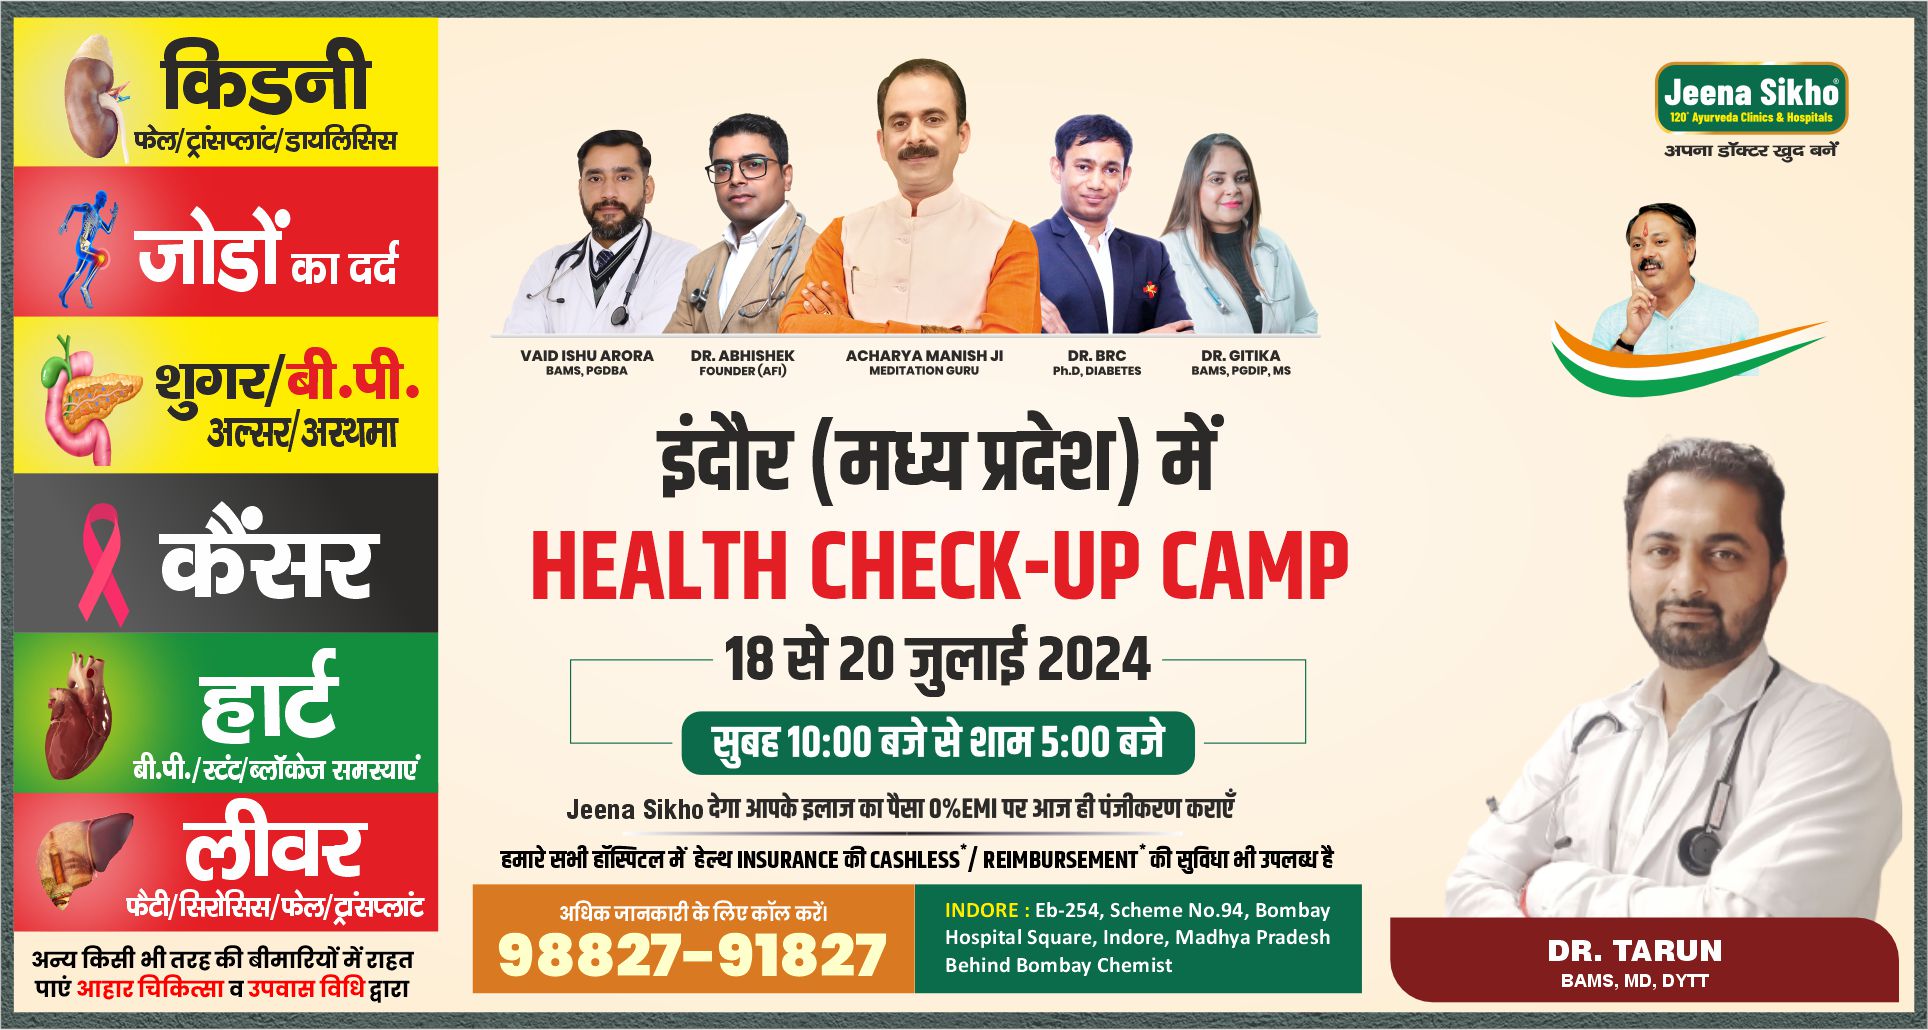 किडनी
फेल/ट्रांसप्लांट/डायलिसिस
जोडों का दर्द
शुगर/बी.पी.
अल्सर/अस्थमा
कैंसर
हार्ट
बी.पी./स्टंट/ब्लॉकेज समस्याएं
लीवर
फैटी/सिरोसिस/फेल/ट्रांसप्लांट
अन्य किसी भी तरह की बीमारियों में राहत
पाएं आहार चिकित्सा व उपवास विधि द्वारा
VAID ISHU ARORA
BAMS, PGDBA
DR. ABHISHEK
FOUNDER (AFI)
ACHARYA MANISH JI
MEDITATION GURU
DR. BRC
Ph.D, DIABETES
DR. GITIKA
BAMS, PGDIP, MS
इंदौर (मध्य प्रदेश) में
HEALTH CHECK-UP CAMP
18 से 20 जुलाई 2024
सुबह 10:00 बजे से शाम 5:00 बजे
Jeena Sikho देगा आपके इलाज का पैसा 0%EMI पर आज ही पंजीकरण कराएँ
हमारे सभी हॉस्पिटल में हेल्थ INSURANCE की CASHLESS*/ REIMBURSEMENT* की सुविधा भी उपलब्ध है
अधिक जानकारी के लिए कॉल करें।
98827-91827
INDORE : Eb-254, Scheme No.94, Bombay
Hospital Square, Indore, Madhya Pradesh
Behind Bombay Chemist
Jeena Sikho®
120+ Ayurveda Clinics & Hospitals
अपना डॉक्टर खुद बनें
DR. TARUN
BAMS, MD, DYTT